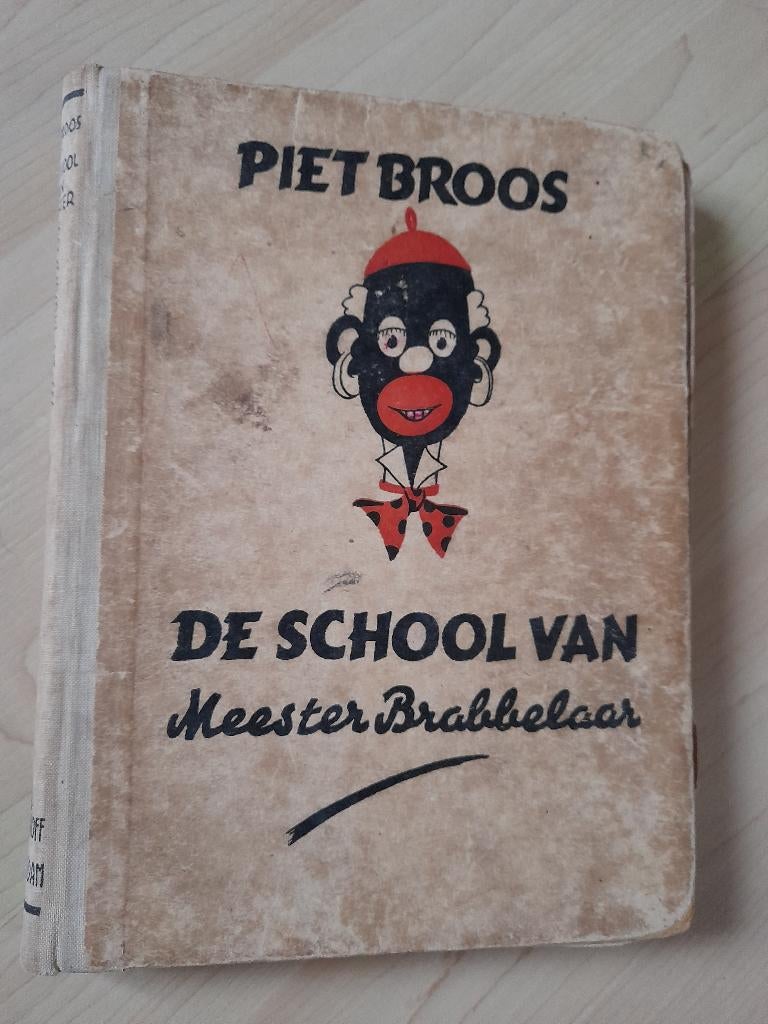 PIET BROOS
DE SCHOOL VAN
Meester Brabbelaar